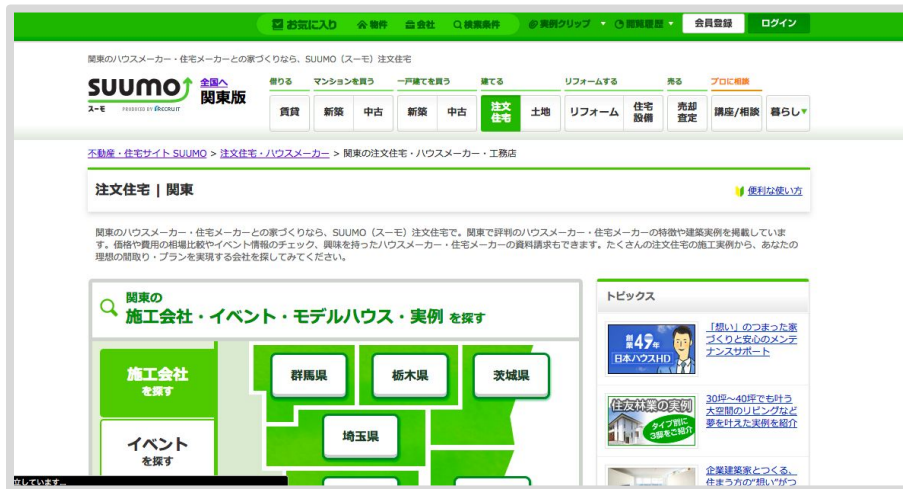 お気に入り 物件 会社 検索条件 実例クリップ ▼ 閲覧履歴 ▼ 会員登録 ログイン
関東のハウスメーカー・住宅メーカーとの家づくりなら、SUUMO（スーモ）注文住宅
SUUMO
スーモ PRODUCED BY RECRUIT
全国へ
関東版
借りる マンションを買う 一戸建てを買う 建てる リフォームする 売る プロに相談
賃貸 新築 中古 新築 中古 注文住宅 土地 リフォーム 住宅設備 売却査定 講座/相談 暮らし▼
不動産・住宅サイト SUUMO > 注文住宅・ハウスメーカー > 関東の注文住宅・ハウスメーカー・工務店
注文住宅 | 関東
便利な使い方
関東のハウスメーカー・住宅メーカーとの家づくりなら、SUUMO（スーモ）注文住宅で。関東で評判のハウスメーカー・住宅メーカーの特徴や建築実例を掲載していま
す。価格や費用の相場比較やイベント情報のチェック、興味を持ったハウスメーカー・住宅メーカーの資料請求もできます。たくさんの注文住宅の施工実例から、あなたの
理想の間取り・プランを実現する会社を探してみてください。
関東の
施工会社・イベント・モデルハウス・実例 を探す
施工会社
を探す
イベント
を探す
群馬県 栃木県 茨城県
埼玉県
トピックス
創業49年
日本ハウスHD
「想い」のつまった家
づくりと安心のメンテ
ナンスサポート
住友林業の実例
タイプ別に
3邸をご紹介
30坪～40坪でも叶う
大空間のリビングなど
夢を叶えた実例を紹介
企業建築家とつくる、
住まう方の"想い"がつ
立しています...